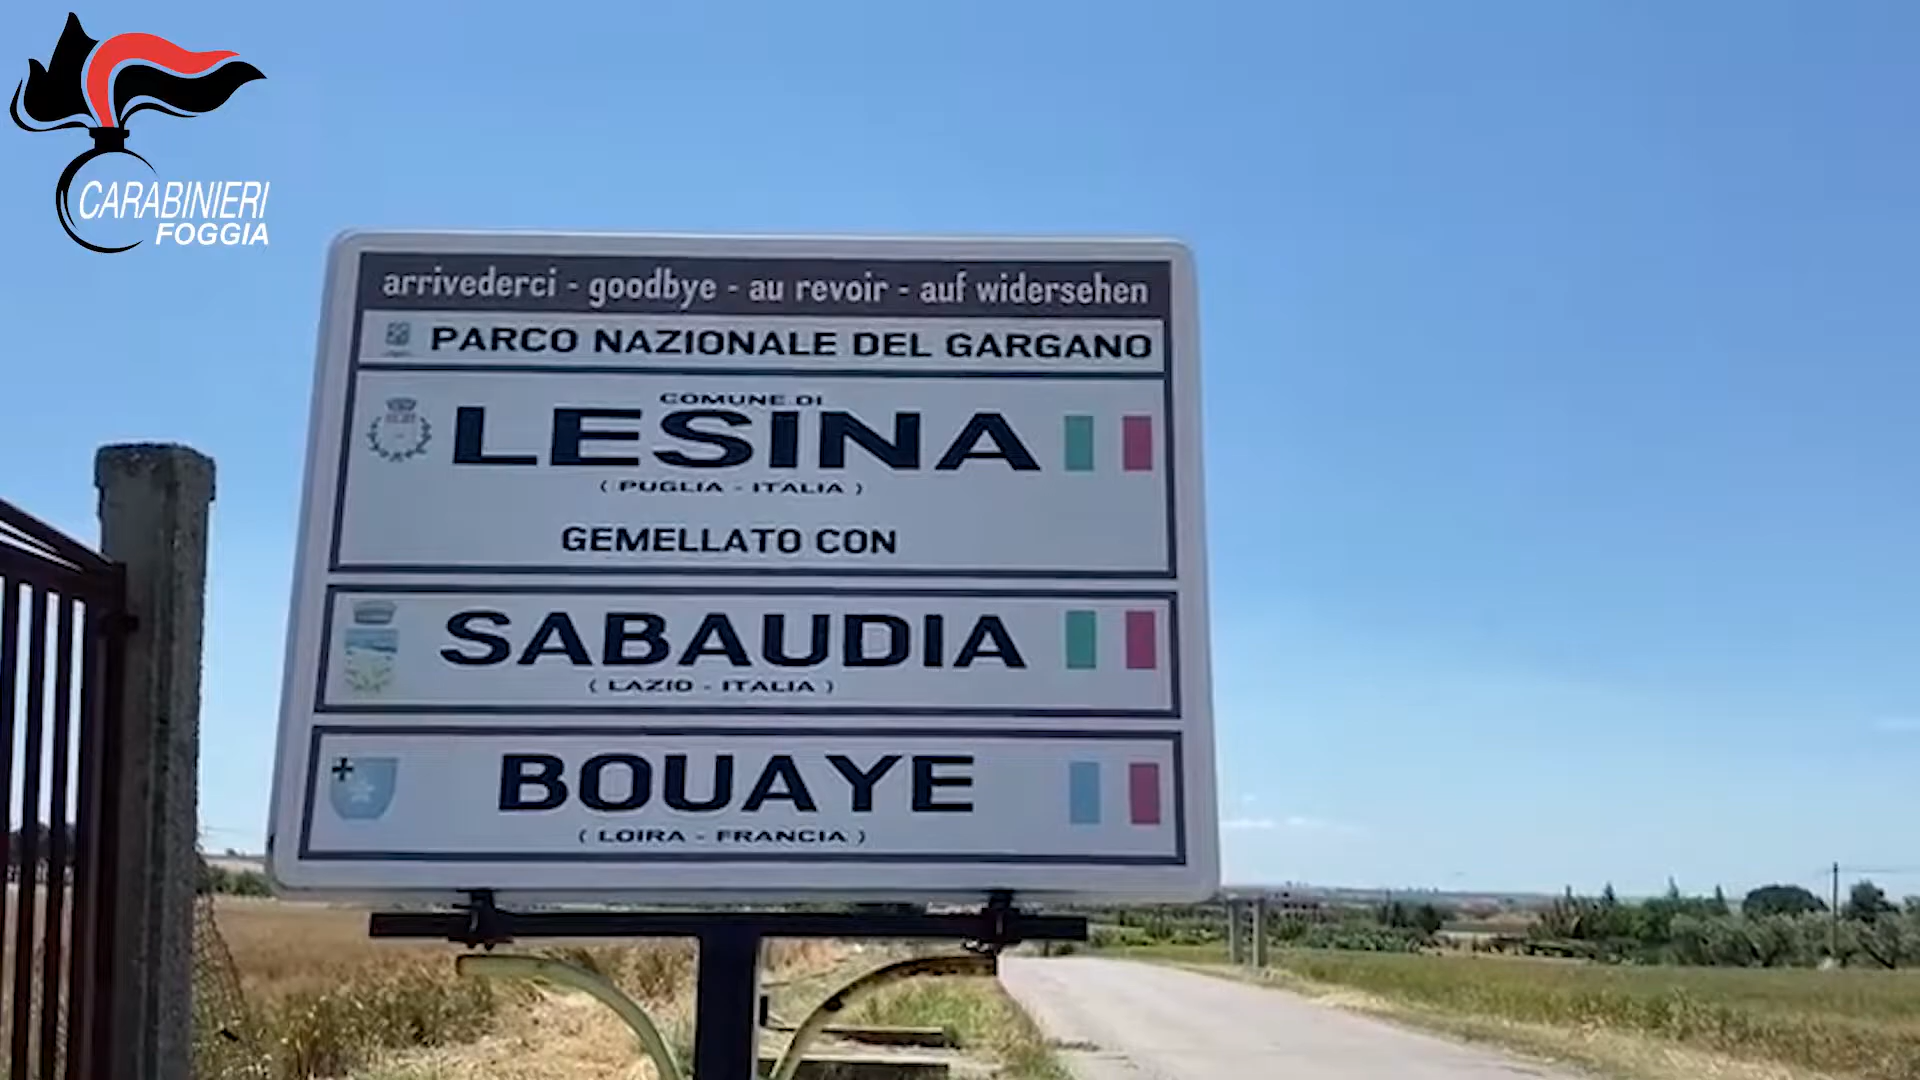 CARABINIERI
FOGGIA
arrivederci - goodbye - au revoir - auf widersehen
PARCO NAZIONALE DEL GARGANO
COMUNE DI
LESINA
( PUGLIA - ITALIA )
GEMELLATO CON
SABAUDIA
( LAZIO - ITALIA )
BOUAYE
( LOIRA - FRANCIA )